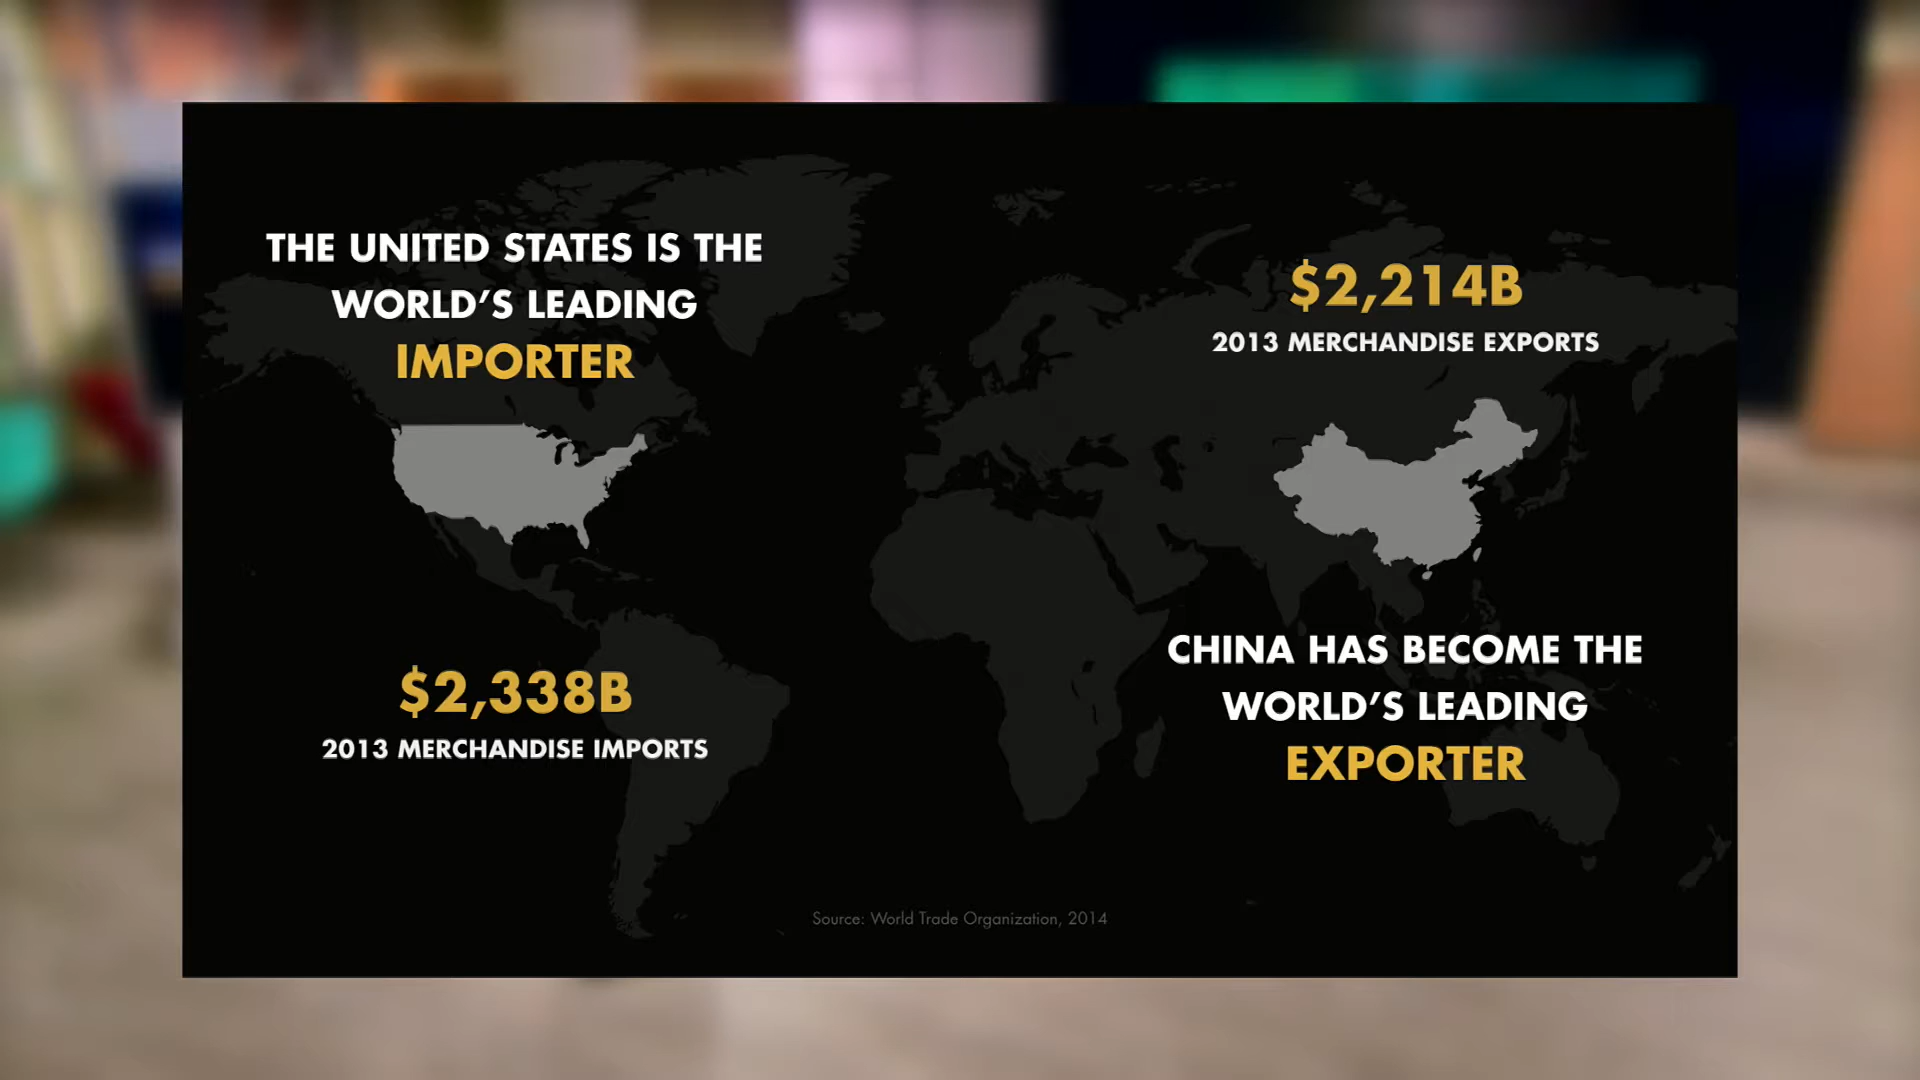 THE UNITED STATES IS THE
WORLD’S LEADING
IMPORTER
$2,338B
2013 MERCHANDISE IMPORTS
$2,214B
2013 MERCHANDISE EXPORTS
CHINA HAS BECOME THE
WORLD’S LEADING
EXPORTER
Source: World Trade Organization, 2014